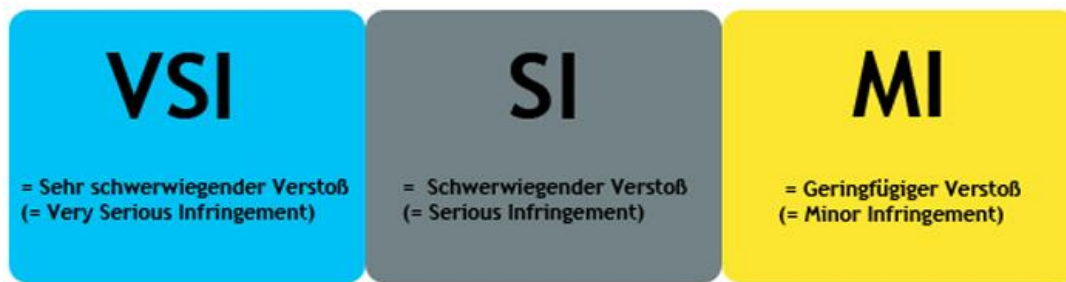 VSI
= Sehr schwerwiegender Verstoß
(= Very Serious Infringement)
SI
= Schwerwiegender Verstoß
(= Serious Infringement)
MI
= Geringfügiger Verstoß
(= Minor Infringement)